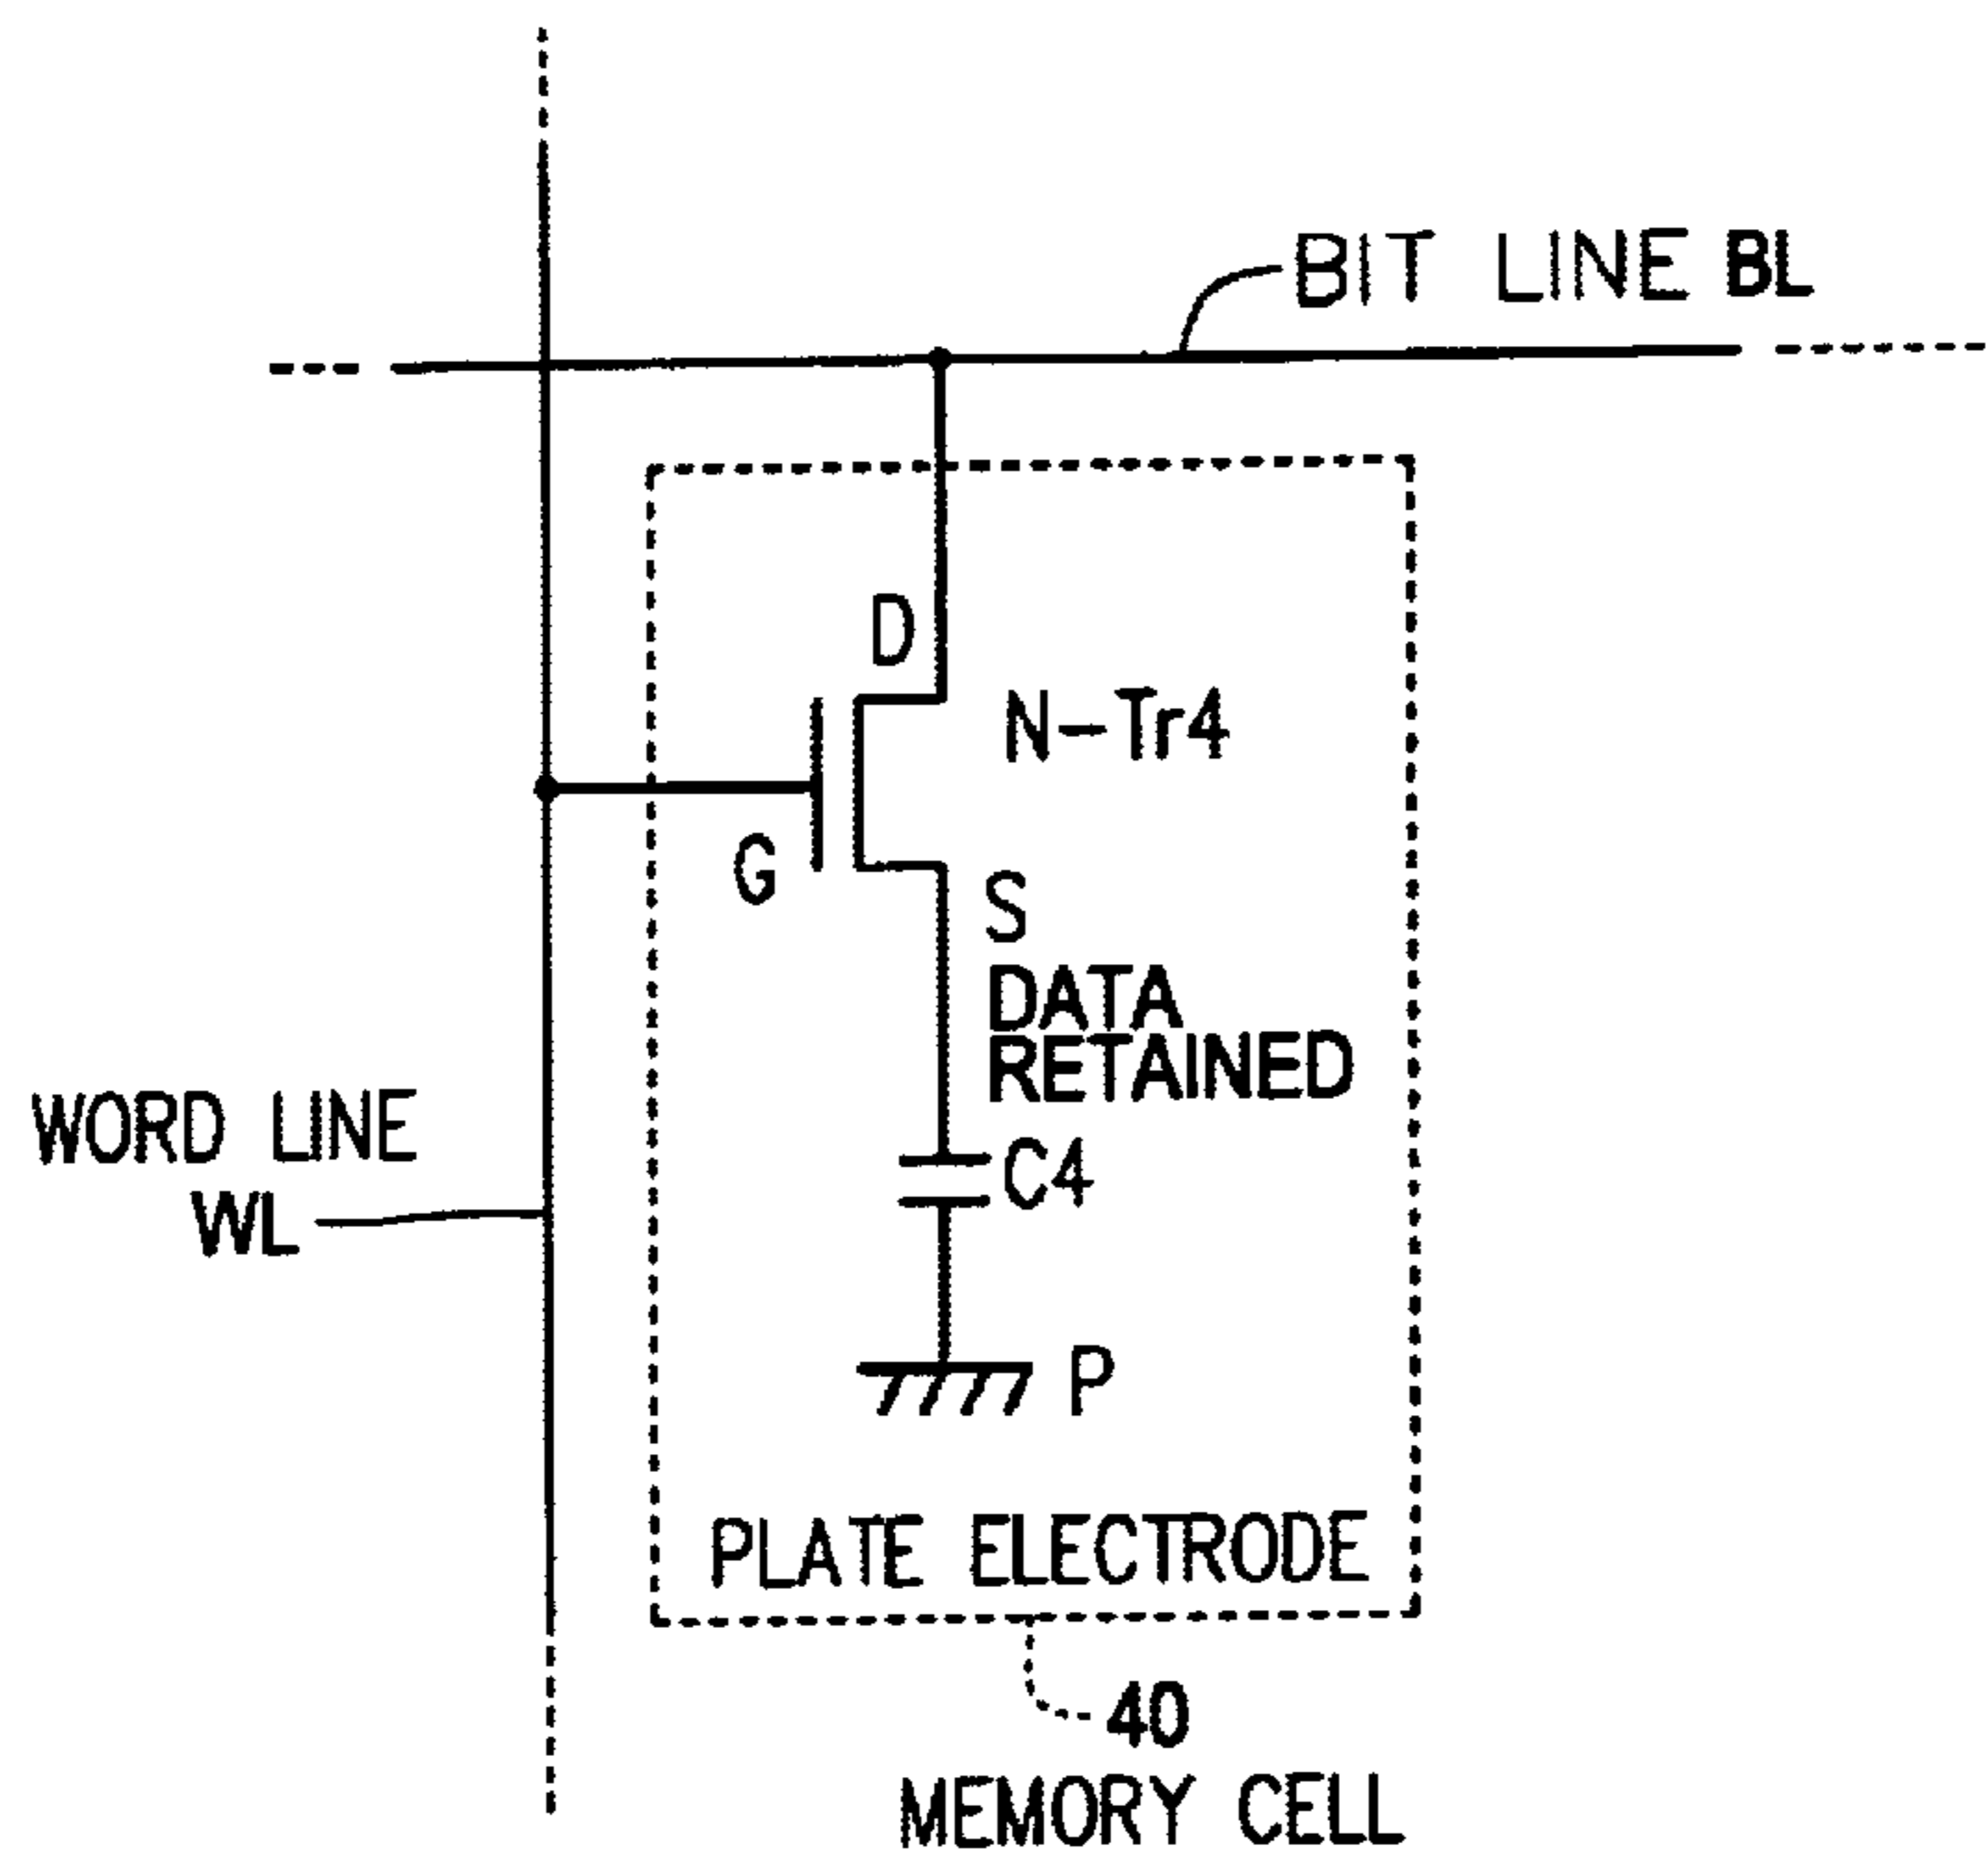 BIT LINE BL
D
N-Tr4
G
S
DATA
RETAINED
WORD LINE
WL
C4
P
PLATE ELECTRODE
40
MEMORY CELL